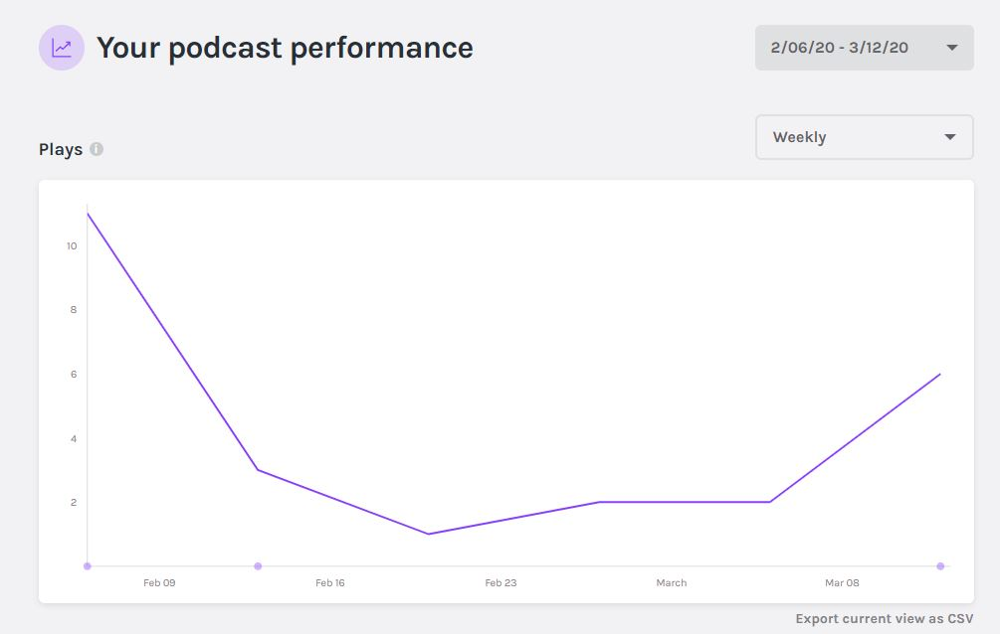 Your podcast performance
2/06/20 - 3/12/20
Weekly
Plays
10
8
6
4
2
Feb 09 Feb 16 Feb 23 March Mar 08
Export current view as CSV